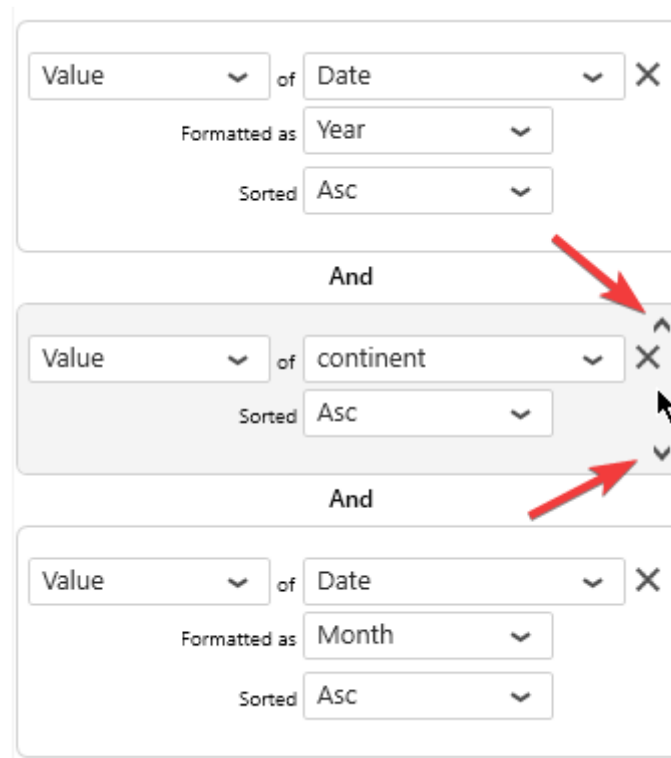 Value of Date
Formatted as Year
Sorted Asc
And
Value of continent
Sorted Asc
And
Value of Date
Formatted as Month
Sorted Asc